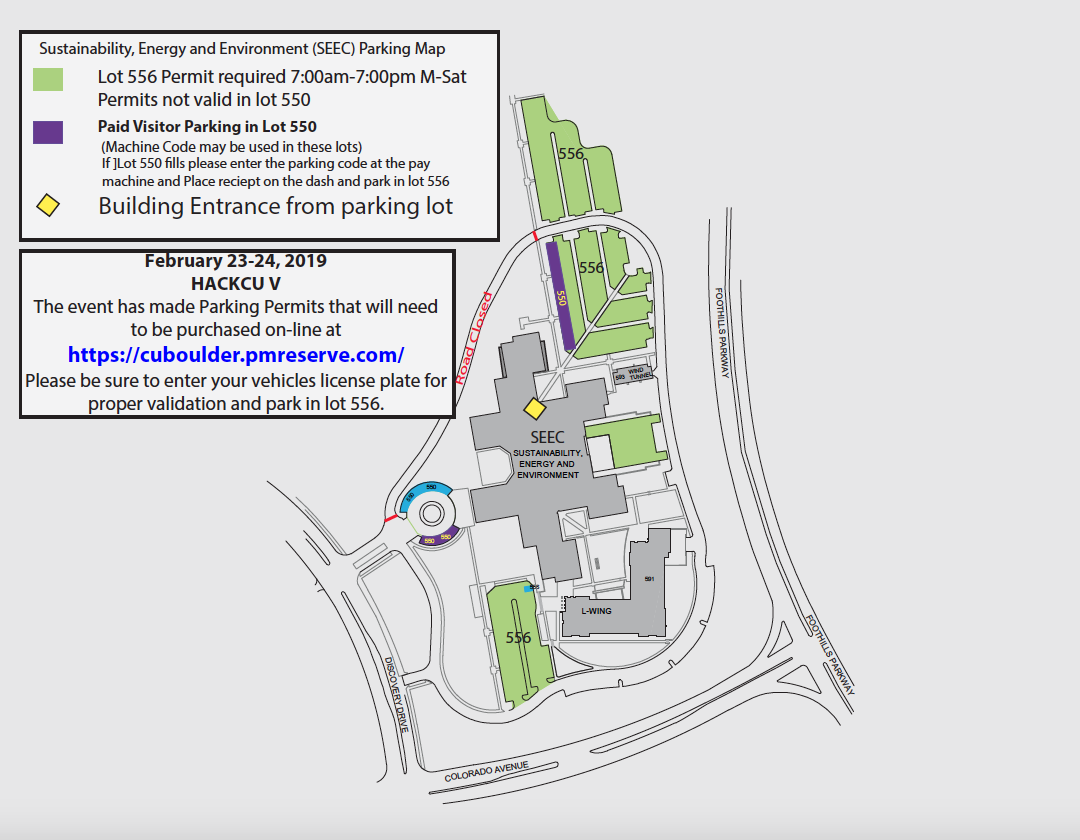 Sustainability, Energy and Environment (SEEC) Parking Map
Lot 556 Permit required 7:00am-7:00pm M-Sat
Permits not valid in lot 550
Paid Visitor Parking in Lot 550
(Machine Code may be used in these lots)
If ]Lot 550 fills please enter the parking code at the pay
machine and Place reciept on the dash and park in lot 556
Building Entrance from parking lot
February 23-24, 2019
HACKCU V
The event has made Parking Permits that will need
to be purchased on-line at
https://cuboulder.pmreserve.com/
Please be sure to enter your vehicles license plate for
proper validation and park in lot 556.
556
556
550
Road Closed
FOOTHILLS PARKWAY
593
WIND
TUNNEL
SEEC
SUSTAINABILITY,
ENERGY AND
ENVIRONMENT
550
550
550
550
591
L-WING
556
DISCOVERY DRIVE
FOOTHILLS PARKWAY
COLORADO AVENUE